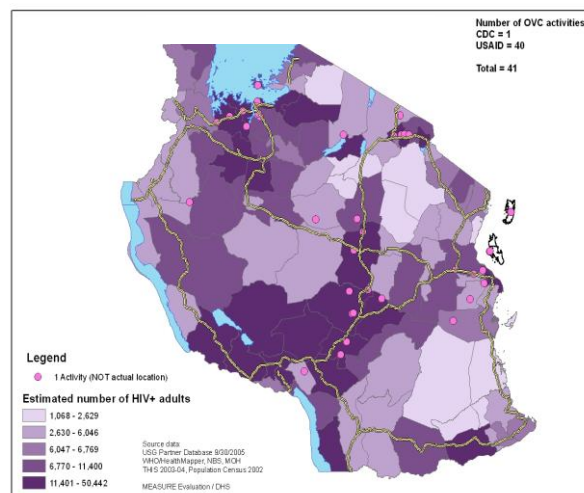 Number of OVC activities
CDC = 1
USAID = 40
Total = 41
Legend
1 Activity (NOT actual location)
Estimated number of HIV+ adults
1,068 - 2,629
2,630 - 6,046
6,047 - 6,769
6,770 - 11,400
11,401 - 50,442
Source data:
USG Partner Database 9/30/2005
WHO/HealthMapper, NBS, MOH
THIS 2003-04, Population Census 2002
MEASURE Evaluation / DHS